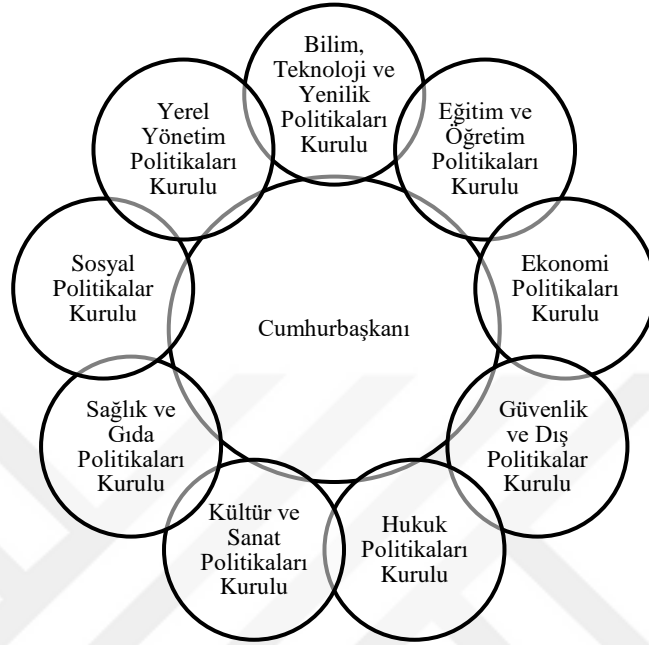 Bilim,
Teknoloji ve
Yenilik
Politikaları
Kurulu
Eğitim ve
Öğretim
Politikaları
Kurulu
Ekonomi
Politikaları
Kurulu
Güvenlik
ve Dış
Politikalar
Kurulu
Hukuk
Politikaları
Kurulu
Kültür ve
Sanat
Politikaları
Kurulu
Sağlık ve
Gıda
Politikaları
Kurulu
Sosyal
Politikalar
Kurulu
Yerel
Yönetim
Politikaları
Kurulu
Cumhurbaşkanı